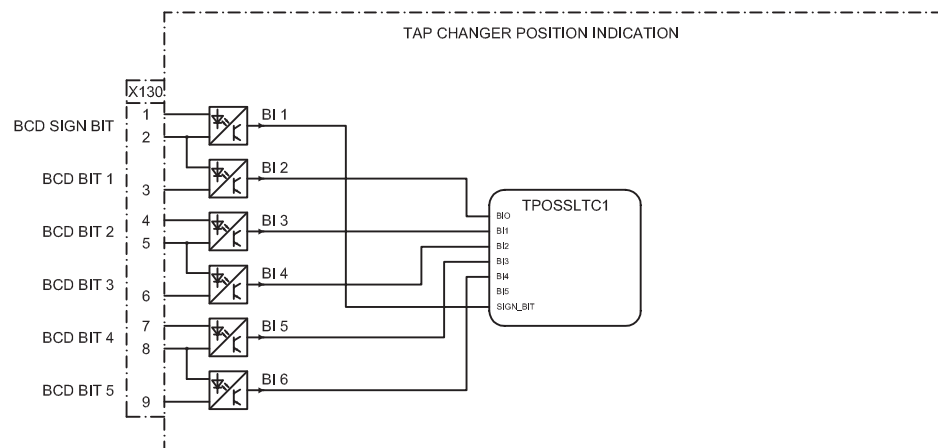 TAP CHANGER POSITION INDICATION
X130
BCD SIGN BIT
1
2
BI 1
BCD BIT 1
3
BI 2
BCD BIT 2
4
5
BI 3
BCD BIT 3
6
BI 4
BCD BIT 4
7
8
BI 5
BCD BIT 5
9
BI 6
TPOSSLTC1
BI0
BI1
BI2
BI3
BI4
BI5
SIGN_BIT